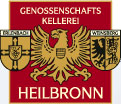 GENOSSENSCHAFTS
KELLEREI
ERLENBACH
WEINSBERG
HEILBRONN